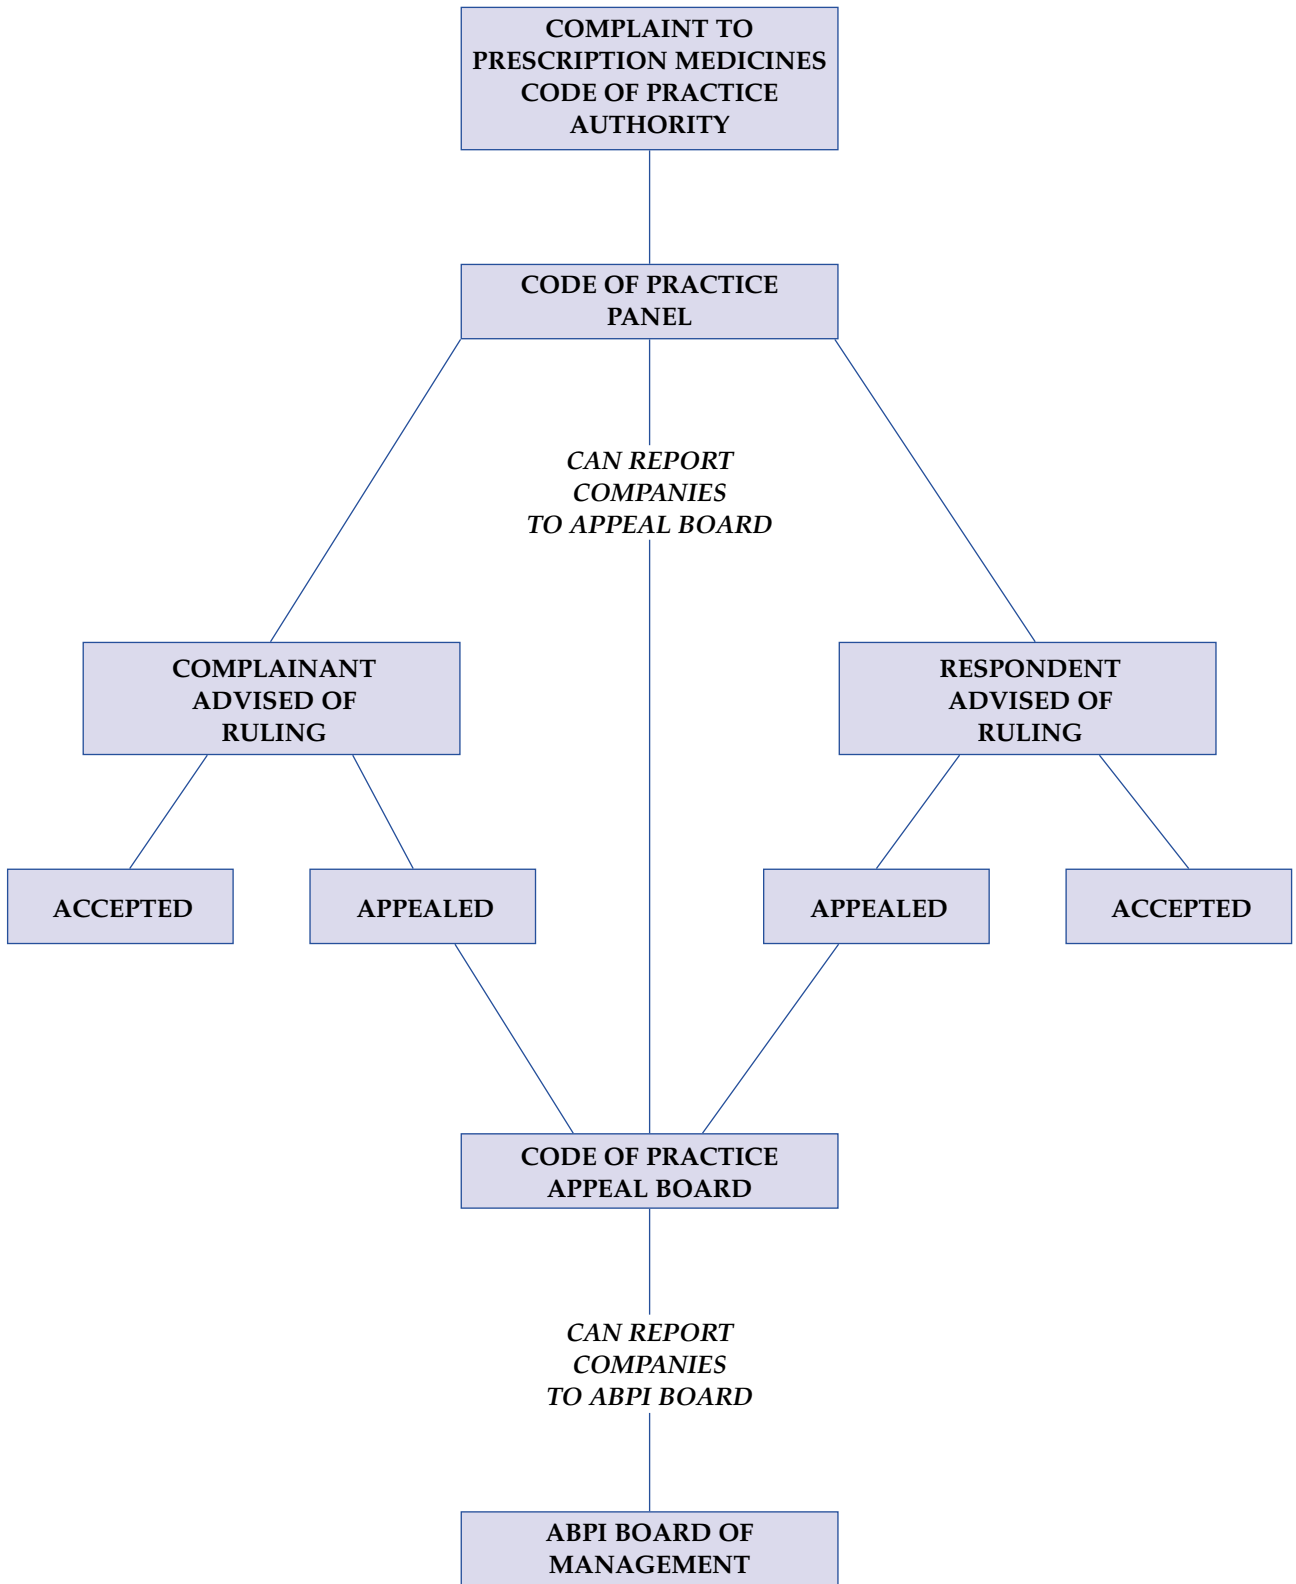 COMPLAINT TO
PRESCRIPTION MEDICINES
CODE OF PRACTICE
AUTHORITY
CODE OF PRACTICE
PANEL
CAN REPORT
COMPANIES
TO APPEAL BOARD
COMPLAINANT
ADVISED OF
RULING
RESPONDENT
ADVISED OF
RULING
ACCEPTED
APPEALED
APPEALED
ACCEPTED
CODE OF PRACTICE
APPEAL BOARD
CAN REPORT
COMPANIES
TO ABPI BOARD
ABPI BOARD OF
MANAGEMENT